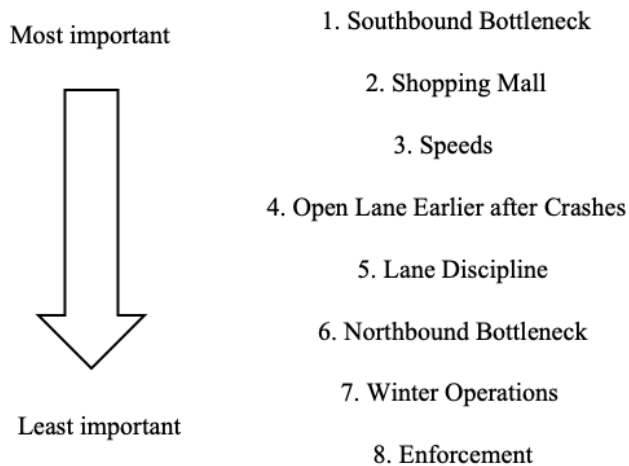 Most important
1. Southbound Bottleneck
2. Shopping Mall
3. Speeds
4. Open Lane Earlier after Crashes
5. Lane Discipline
6. Northbound Bottleneck
7. Winter Operations
Least important
8. Enforcement